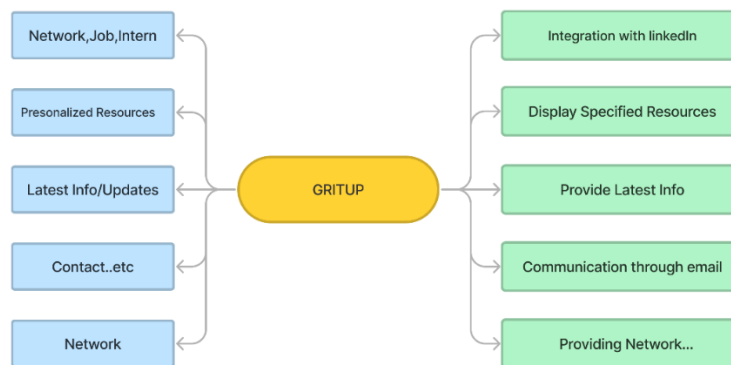 Network,Job,Intern
Presonalized Resources
Latest Info/Updates
Contact..etc
Network
GRITUP
Integration with linkedIn
Display Specified Resources
Provide Latest Info
Communication through email
Providing Network...